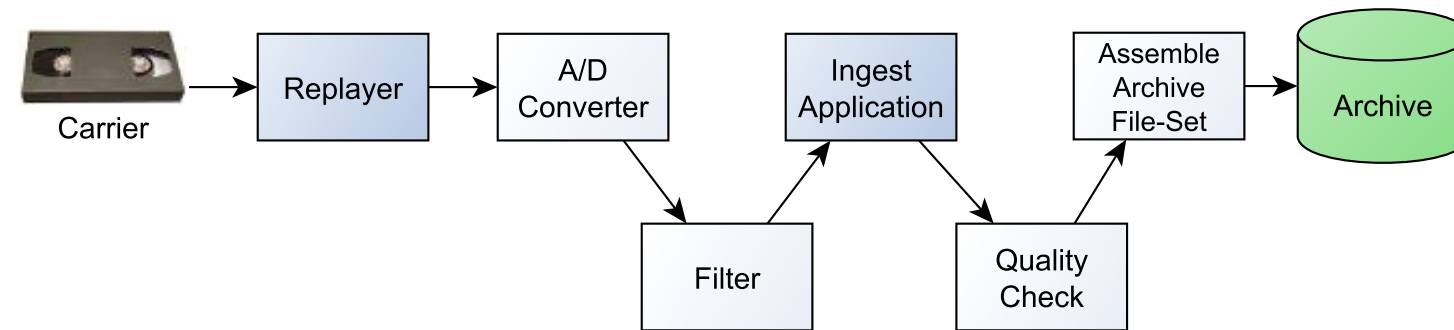 Carrier
Replayer
A/D
Converter
Filter
Ingest
Application
Quality
Check
Assemble
Archive
File-Set
Archive